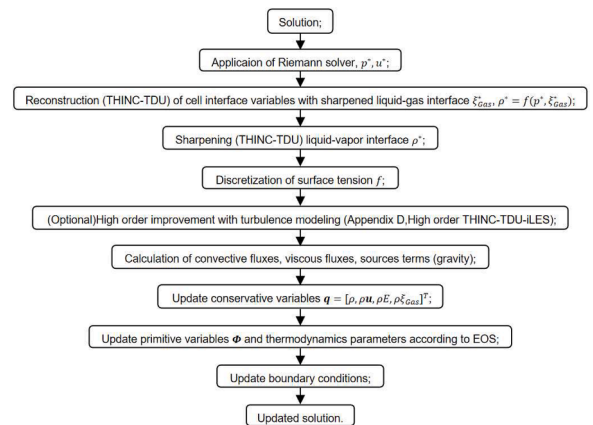 Solution;
Applicaion of Riemann solver, p*, u*;
Reconstruction (THINC-TDU) of cell interface variables with sharpened liquid-gas interface ξ*Gas, ρ* = f(p*, ξ*Gas);
Sharpening (THINC-TDU) liquid-vapor interface ρ*;
Discretization of surface tension f;
(Optional)High order improvement with turbulence modeling (Appendix D,High order THINC-TDU-iLES);
Calculation of convective fluxes, viscous fluxes, sources terms (gravity);
Update conservative variables q = [ρ, ρu, ρE, ρξGas]T;
Update primitive variables Φ and thermodynamics parameters according to EOS;
Update boundary conditions;
Updated solution.